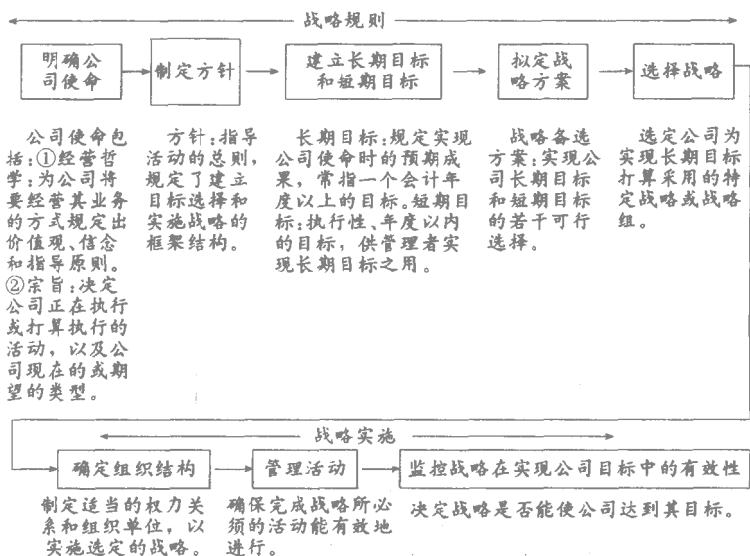 战略规则
明确公
司使命
制定方针
建立长期目标
和短期目标
拟定战
略方案
选择战略
公司使命包
括:①经营哲
学:为公司将
要经营其业务
的方式规定出
价值观、信念
和指导原则。
②宗旨:决定
公司正在执行
或打算执行的
活动,以及公
司现在的或期
望的类型。
方针:指导
活动的总则,
规定了建立
目标选择和
实施战略的
框架结构。
长期目标:规定实现
公司使命时的预期成
果,常指一个会计年
度以上的目标。短期目
标:执行性、年度以内
的目标,供管理者实
现长期目标之用。
战略备选
方案:实现公
司长期目标
和短期目标
的若干可行
选择。
选定公司为
实现长期目标
打算采用的特
定战略或战略
组。
战略实施
确定组织结构
管理活动
监控战略在实现公司目标中的有效性
制定适当的权力关
系和组织单位,以
实施选定的战略。
确保完成战略所必
须的活动能有效地
进行。
决定战略是否能使公司达到其目标。